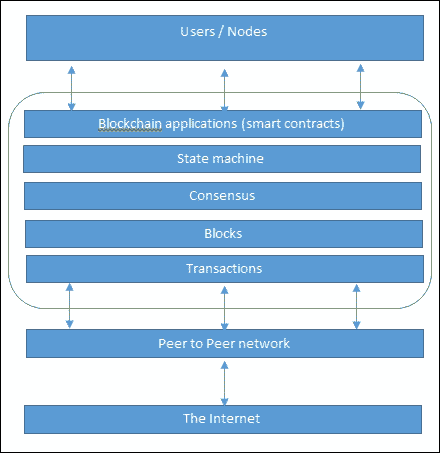 Users / Nodes
Blockchain applications (smart contracts)
State machine
Consensus
Blocks
Transactions
Peer to Peer network
The Internet